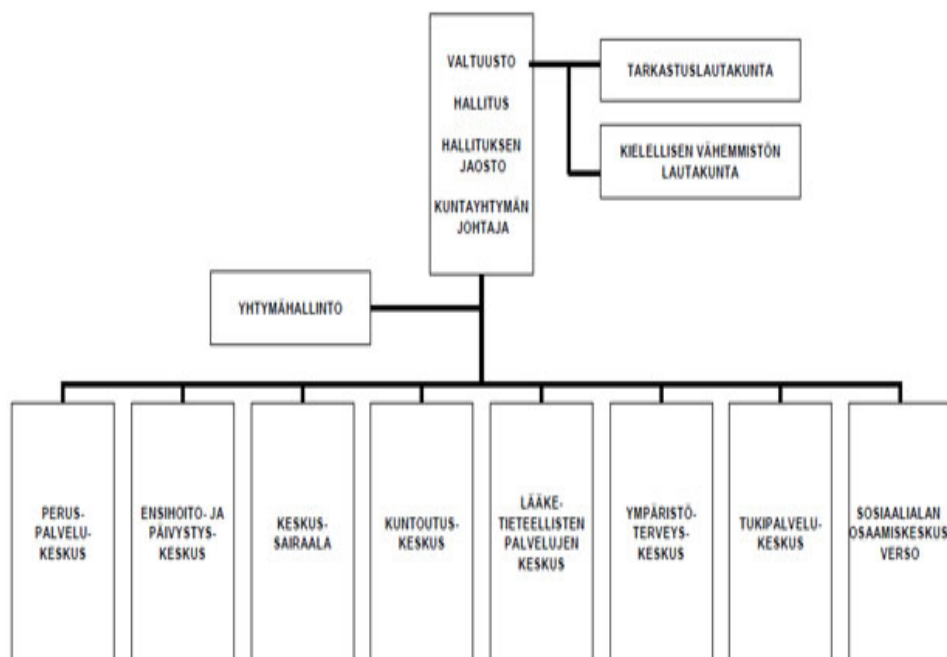 VALTUUSTO
HALLITUS
HALLITUKSEN
JAOSTO
KUNTAYHTYMÄN
JOHTAJA
TARKASTUSLAUTAKUNTA
KIELELLISEN VÄHEMMISTÖN
LAUTAKUNTA
YHTYMÄHALLINTO
PERUS-
PALVELU-
KESKUS
ENSIHOITO- JA
PÄIVYSTYS-
KESKUS
KESKUS-
SAIRAALA
KUNTOUTUS-
KESKUS
LÄÄKE-
TIETEELLISTEN
PALVELUJEN
KESKUS
YMPÄRISTÖ-
TERVEYS-
KESKUS
TUKIPALVELU-
KESKUS
SOSIAALIALAN
OSAAMISKESKUS
VERSO